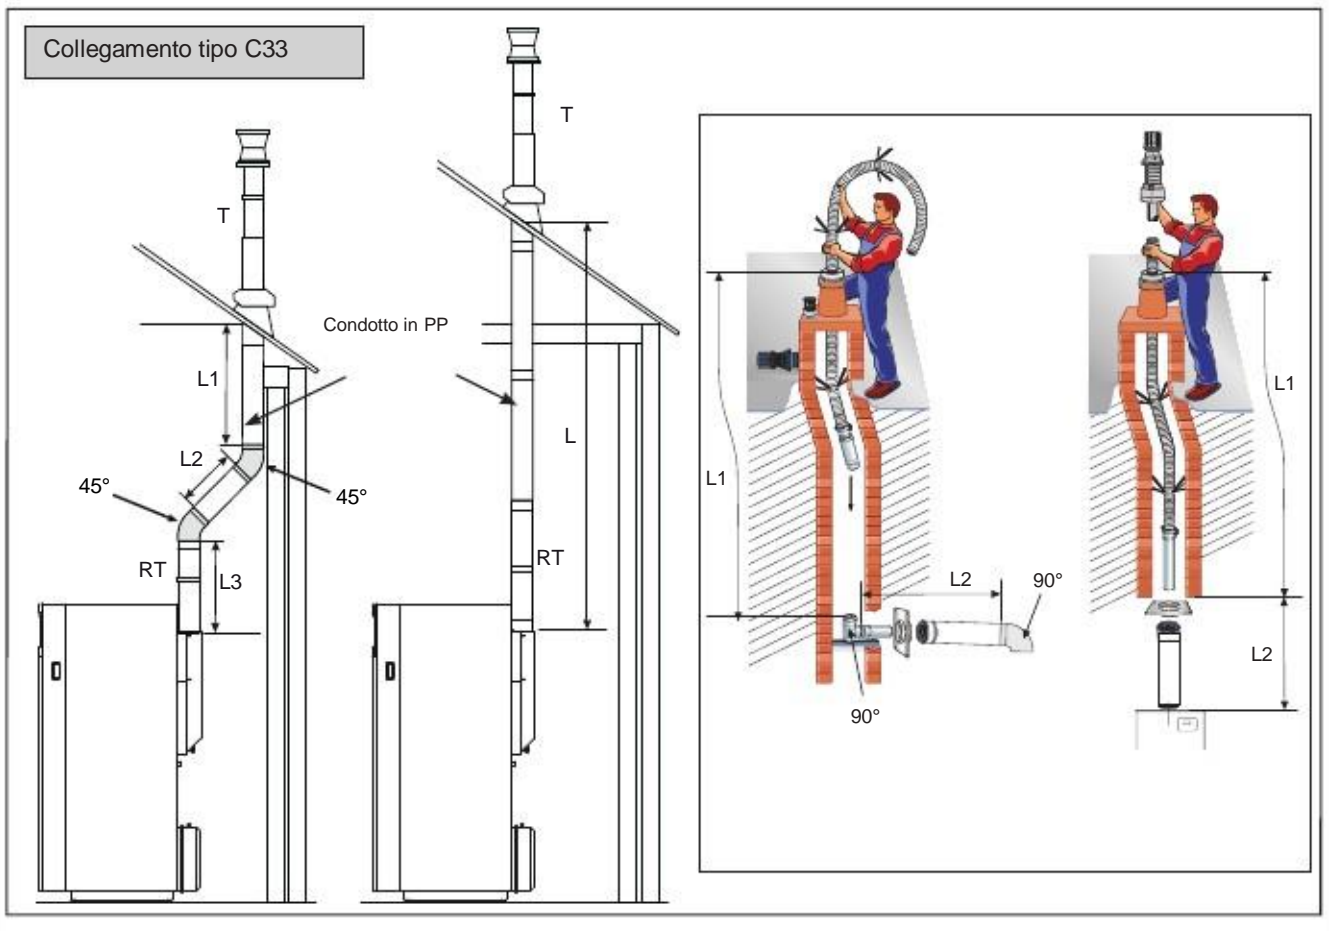 Collegamento tipo C33
T
T
Condotto in PP
L1
L2
45°
45°
L
RT
RT
L3
L1
L1
L2
90°
90°
L2